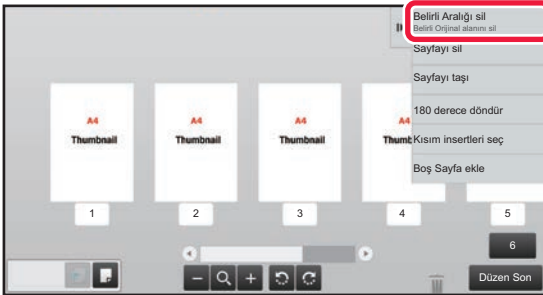 Belirli Aralığı sil
Belirli Orijinal alanını sil
Sayfayı sil
Sayfayı taşı
180 derece döndür
Kısım insertleri seç
Boş Sayfa ekle
A4
Thumbnail
A4
Thumbnail
A4
Thumbnail
A4
Thumb
1
2
3
4
5
6
Düzen Son